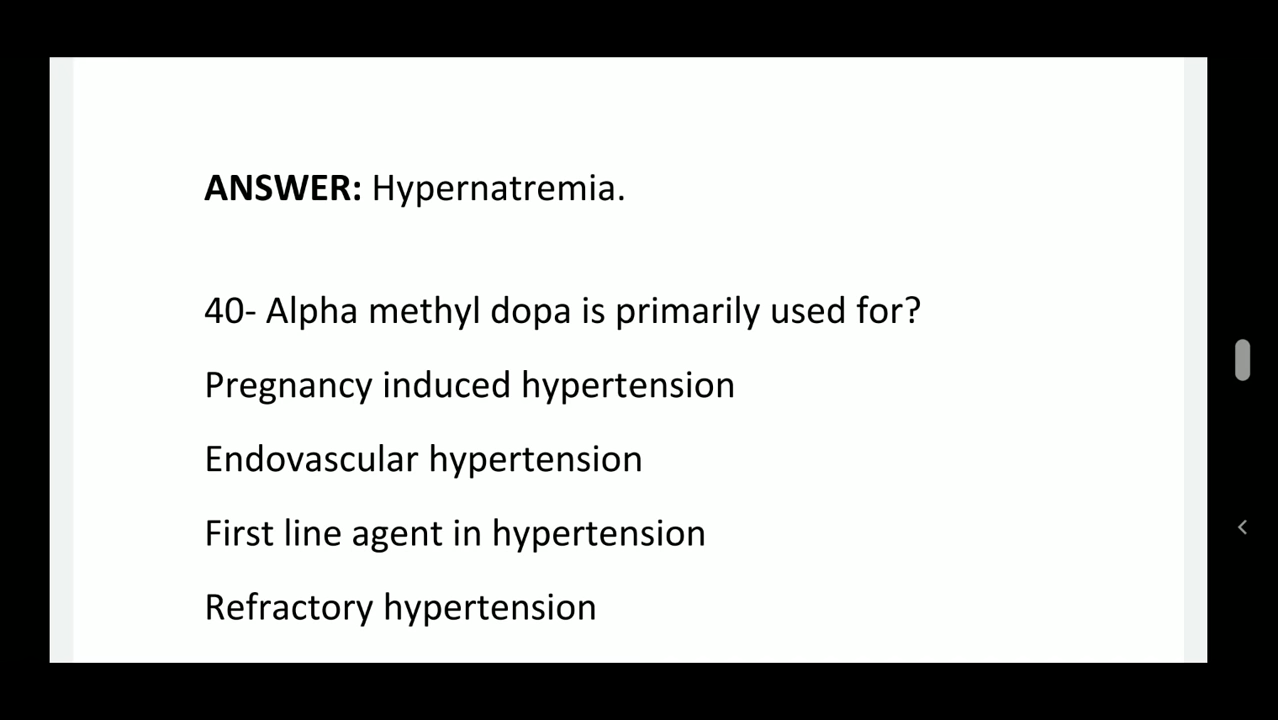 ANSWER: Hypernatremia.
40- Alpha methyl dopa is primarily used for?
Pregnancy induced hypertension
Endovascular hypertension
First line agent in hypertension
Refractory hypertension